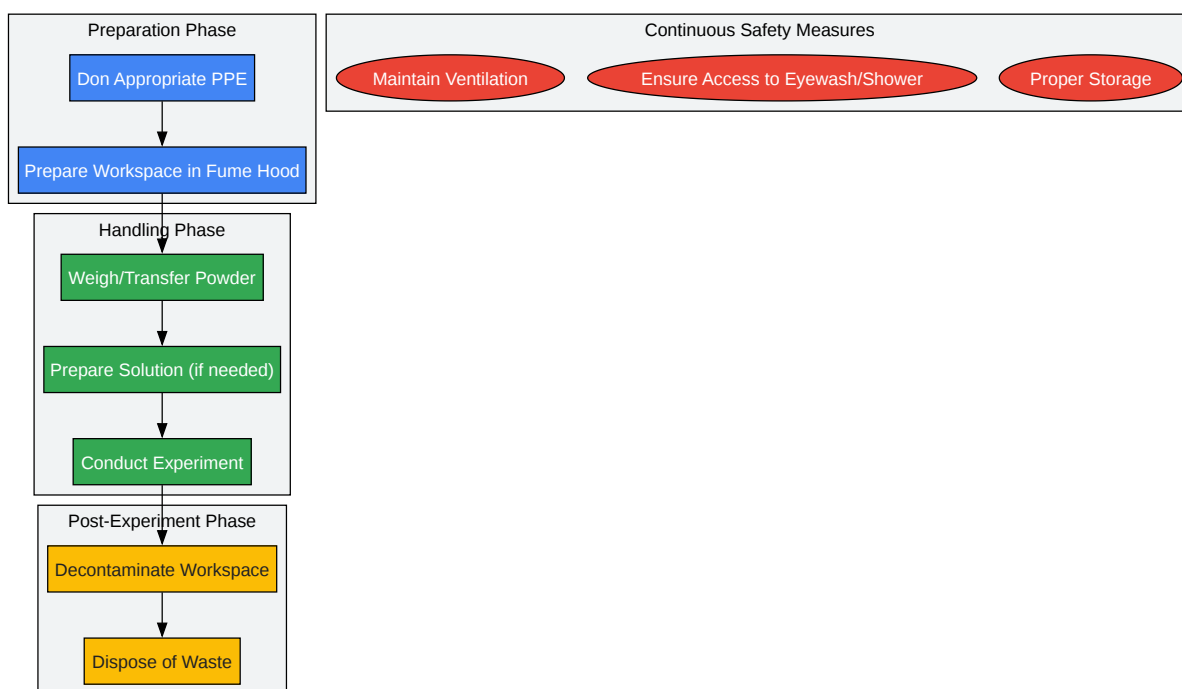 Preparation Phase
Don Appropriate PPE
Prepare Workspace in Fume Hood
Handling Phase
Weigh/Transfer Powder
Prepare Solution (if needed)
Conduct Experiment
Post-Experiment Phase
Decontaminate Workspace
Dispose of Waste
Continuous Safety Measures
Maintain Ventilation
Ensure Access to Eyewash/Shower
Proper Storage